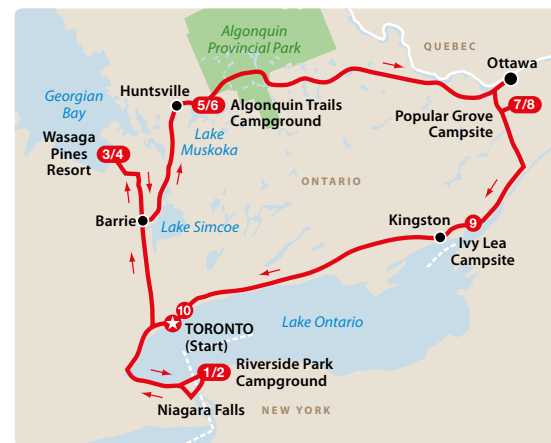 Algonquin
Provincial Park
QUEBEC
Ottawa
Georgian
Bay
Huntsville
5/6
Algonquin Trails
Campground
7/8
Popular Grove
Campsite
Wasaga
Pines
Resort
3/4
Lake
Muskoka
ONTARIO
Barrie
Lake Simcoe
Kingston
9
Ivy Lea
Campsite
10
TORONTO
(Start)
Lake Ontario
1/2
Riverside Park
Campground
Niagara Falls
NEW YORK